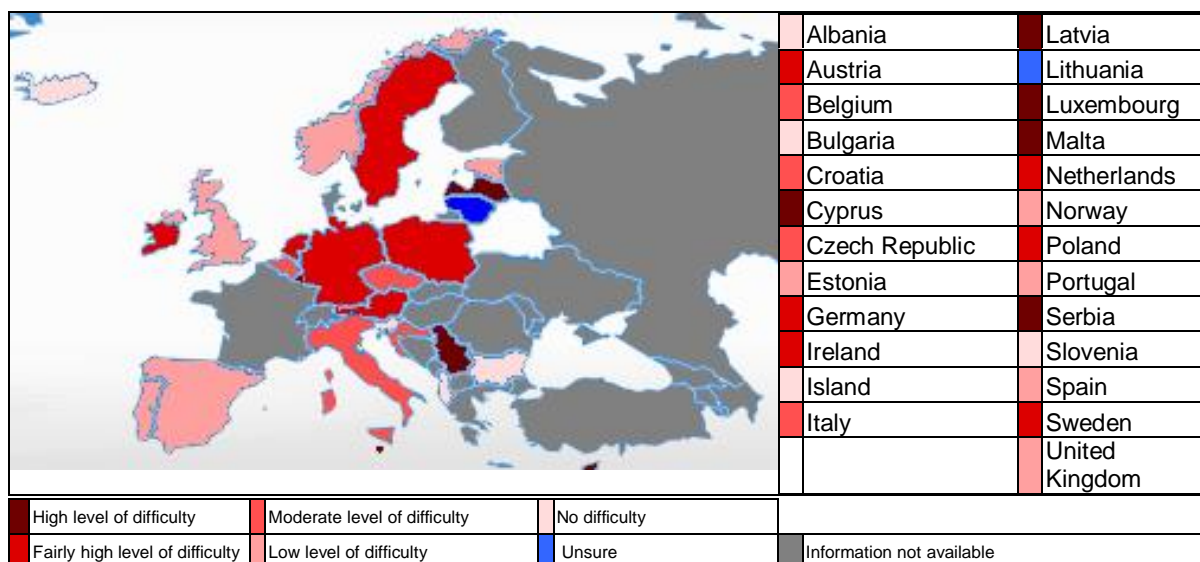 Albania Latvia
Austria Lithuania
Belgium Luxembourg
Bulgaria Malta
Croatia Netherlands
Cyprus Norway
Czech Republic Poland
Estonia Portugal
Germany Serbia
Ireland Slovenia
Island Spain
Italy Sweden
United
Kingdom
High level of difficulty Moderate level of difficulty No difficulty
Fairly high level of difficulty Low level of difficulty Unsure Information not available